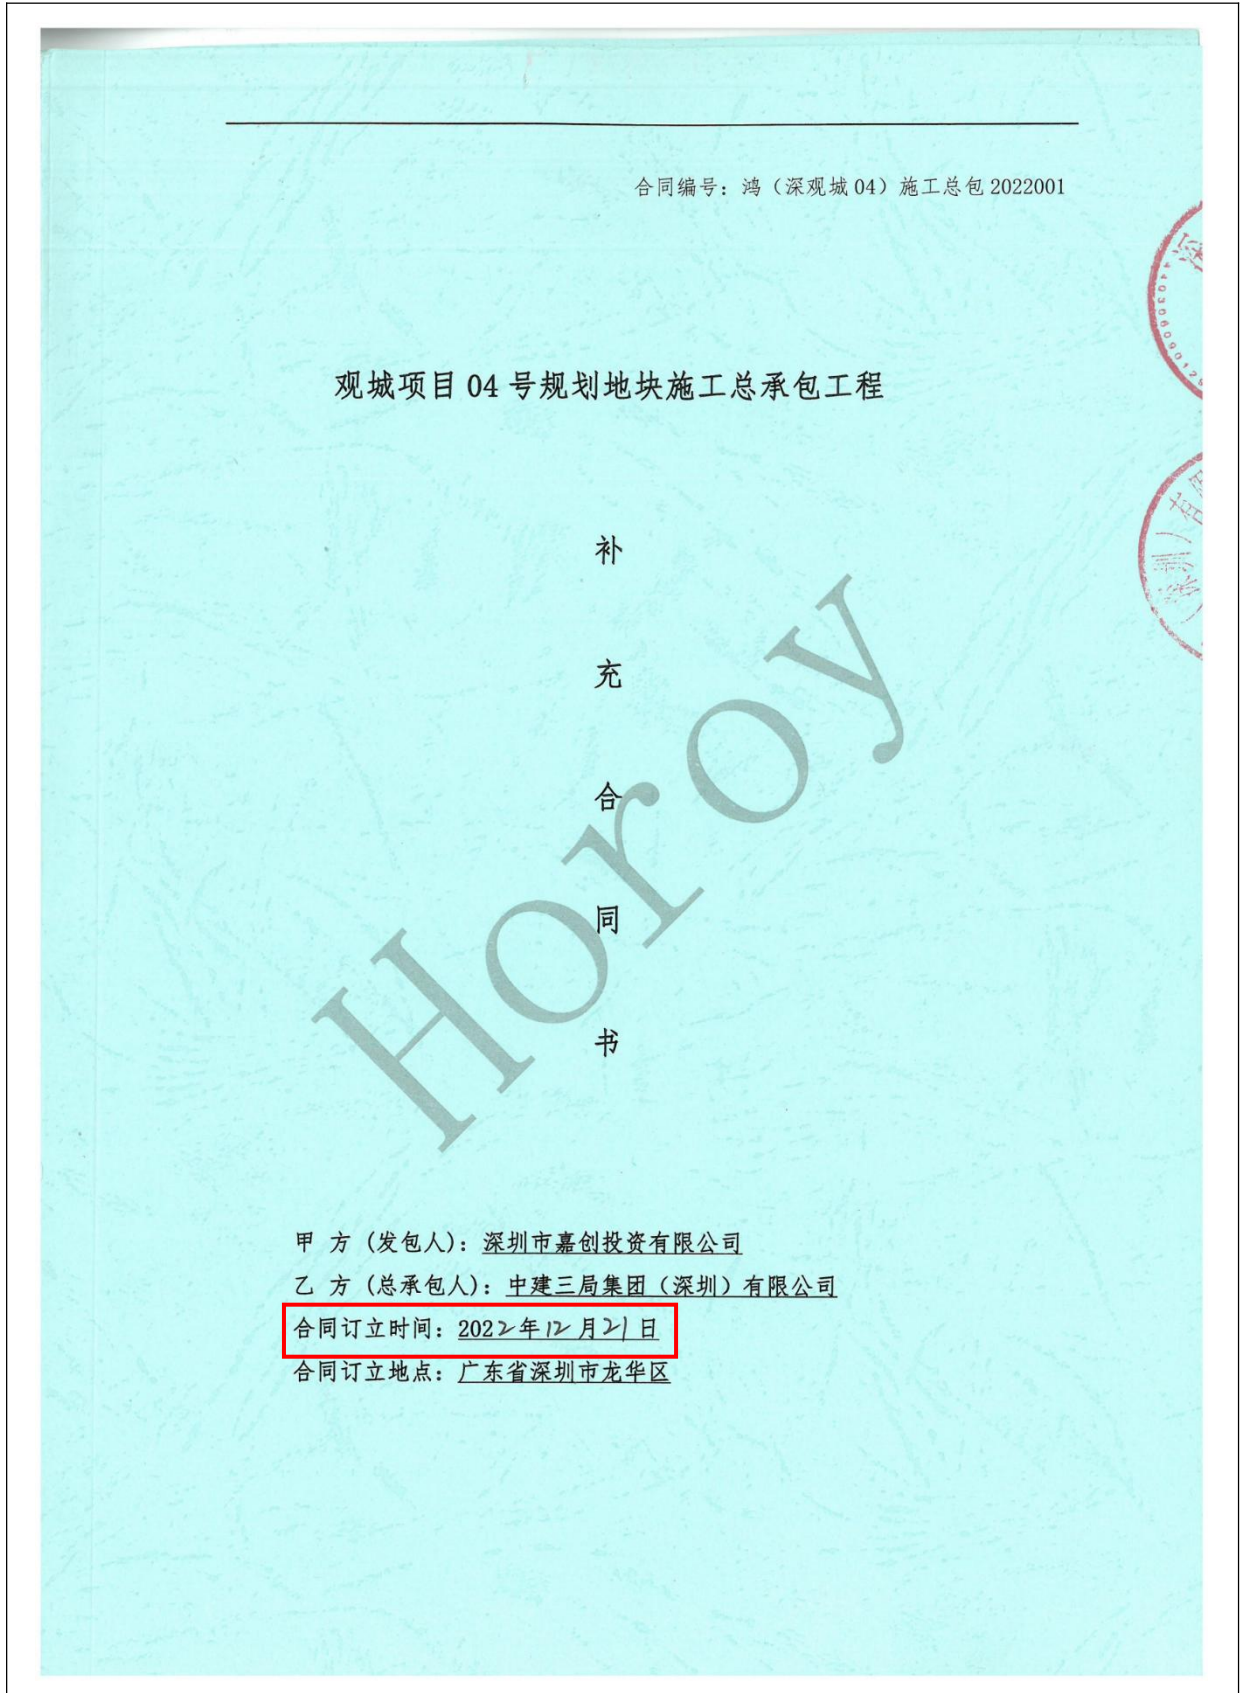 合同编号：鸿（深观城04）施工总包2022001
观城项目04号规划地块施工总承包工程
补
充
合
同
书
Horoy
甲 方（发包人）：深圳市嘉创投资有限公司
乙 方（总承包人）：中建三局集团（深圳）有限公司
合同订立时间：2022年12月21日
合同订立地点：广东省深圳市龙华区
深
（深圳）有限